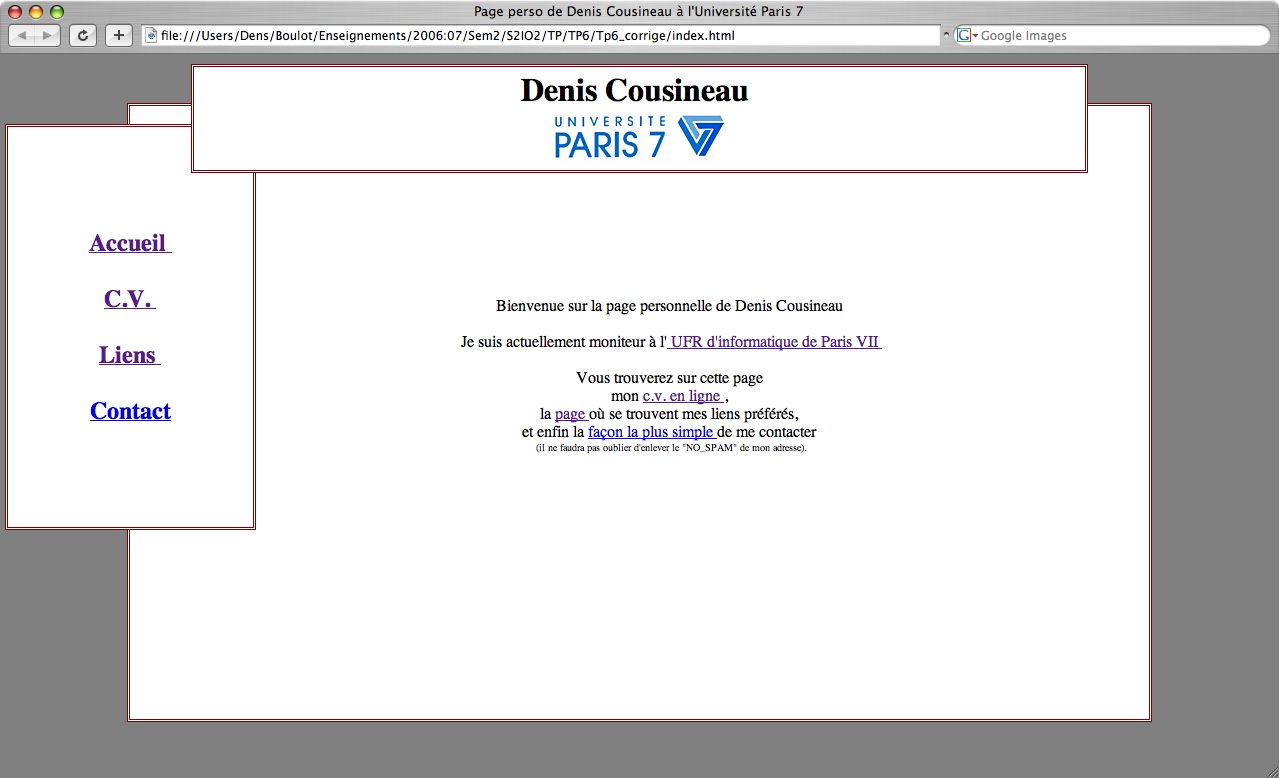 Page perso de Denis Cousineau à l'Université Paris 7
file:///Users/Dens/Boulot/Enseignements/2006:07/Sem2/S2IO2/TP/TP6/Tp6_corrige/index.html
Google Images
Denis Cousineau
UNIVERSITE
PARIS 7
Accueil
C.V.
Liens
Contact
Bienvenue sur la page personnelle de Denis Cousineau
Je suis actuellement moniteur à l' UFR d'informatique de Paris VII
Vous trouverez sur cette page
mon c.v. en ligne ,
la page où se trouvent mes liens préférés,
et enfin la façon la plus simple de me contacter
(il ne faudra pas oublier d'enlever le "NO_SPAM" de mon adresse).